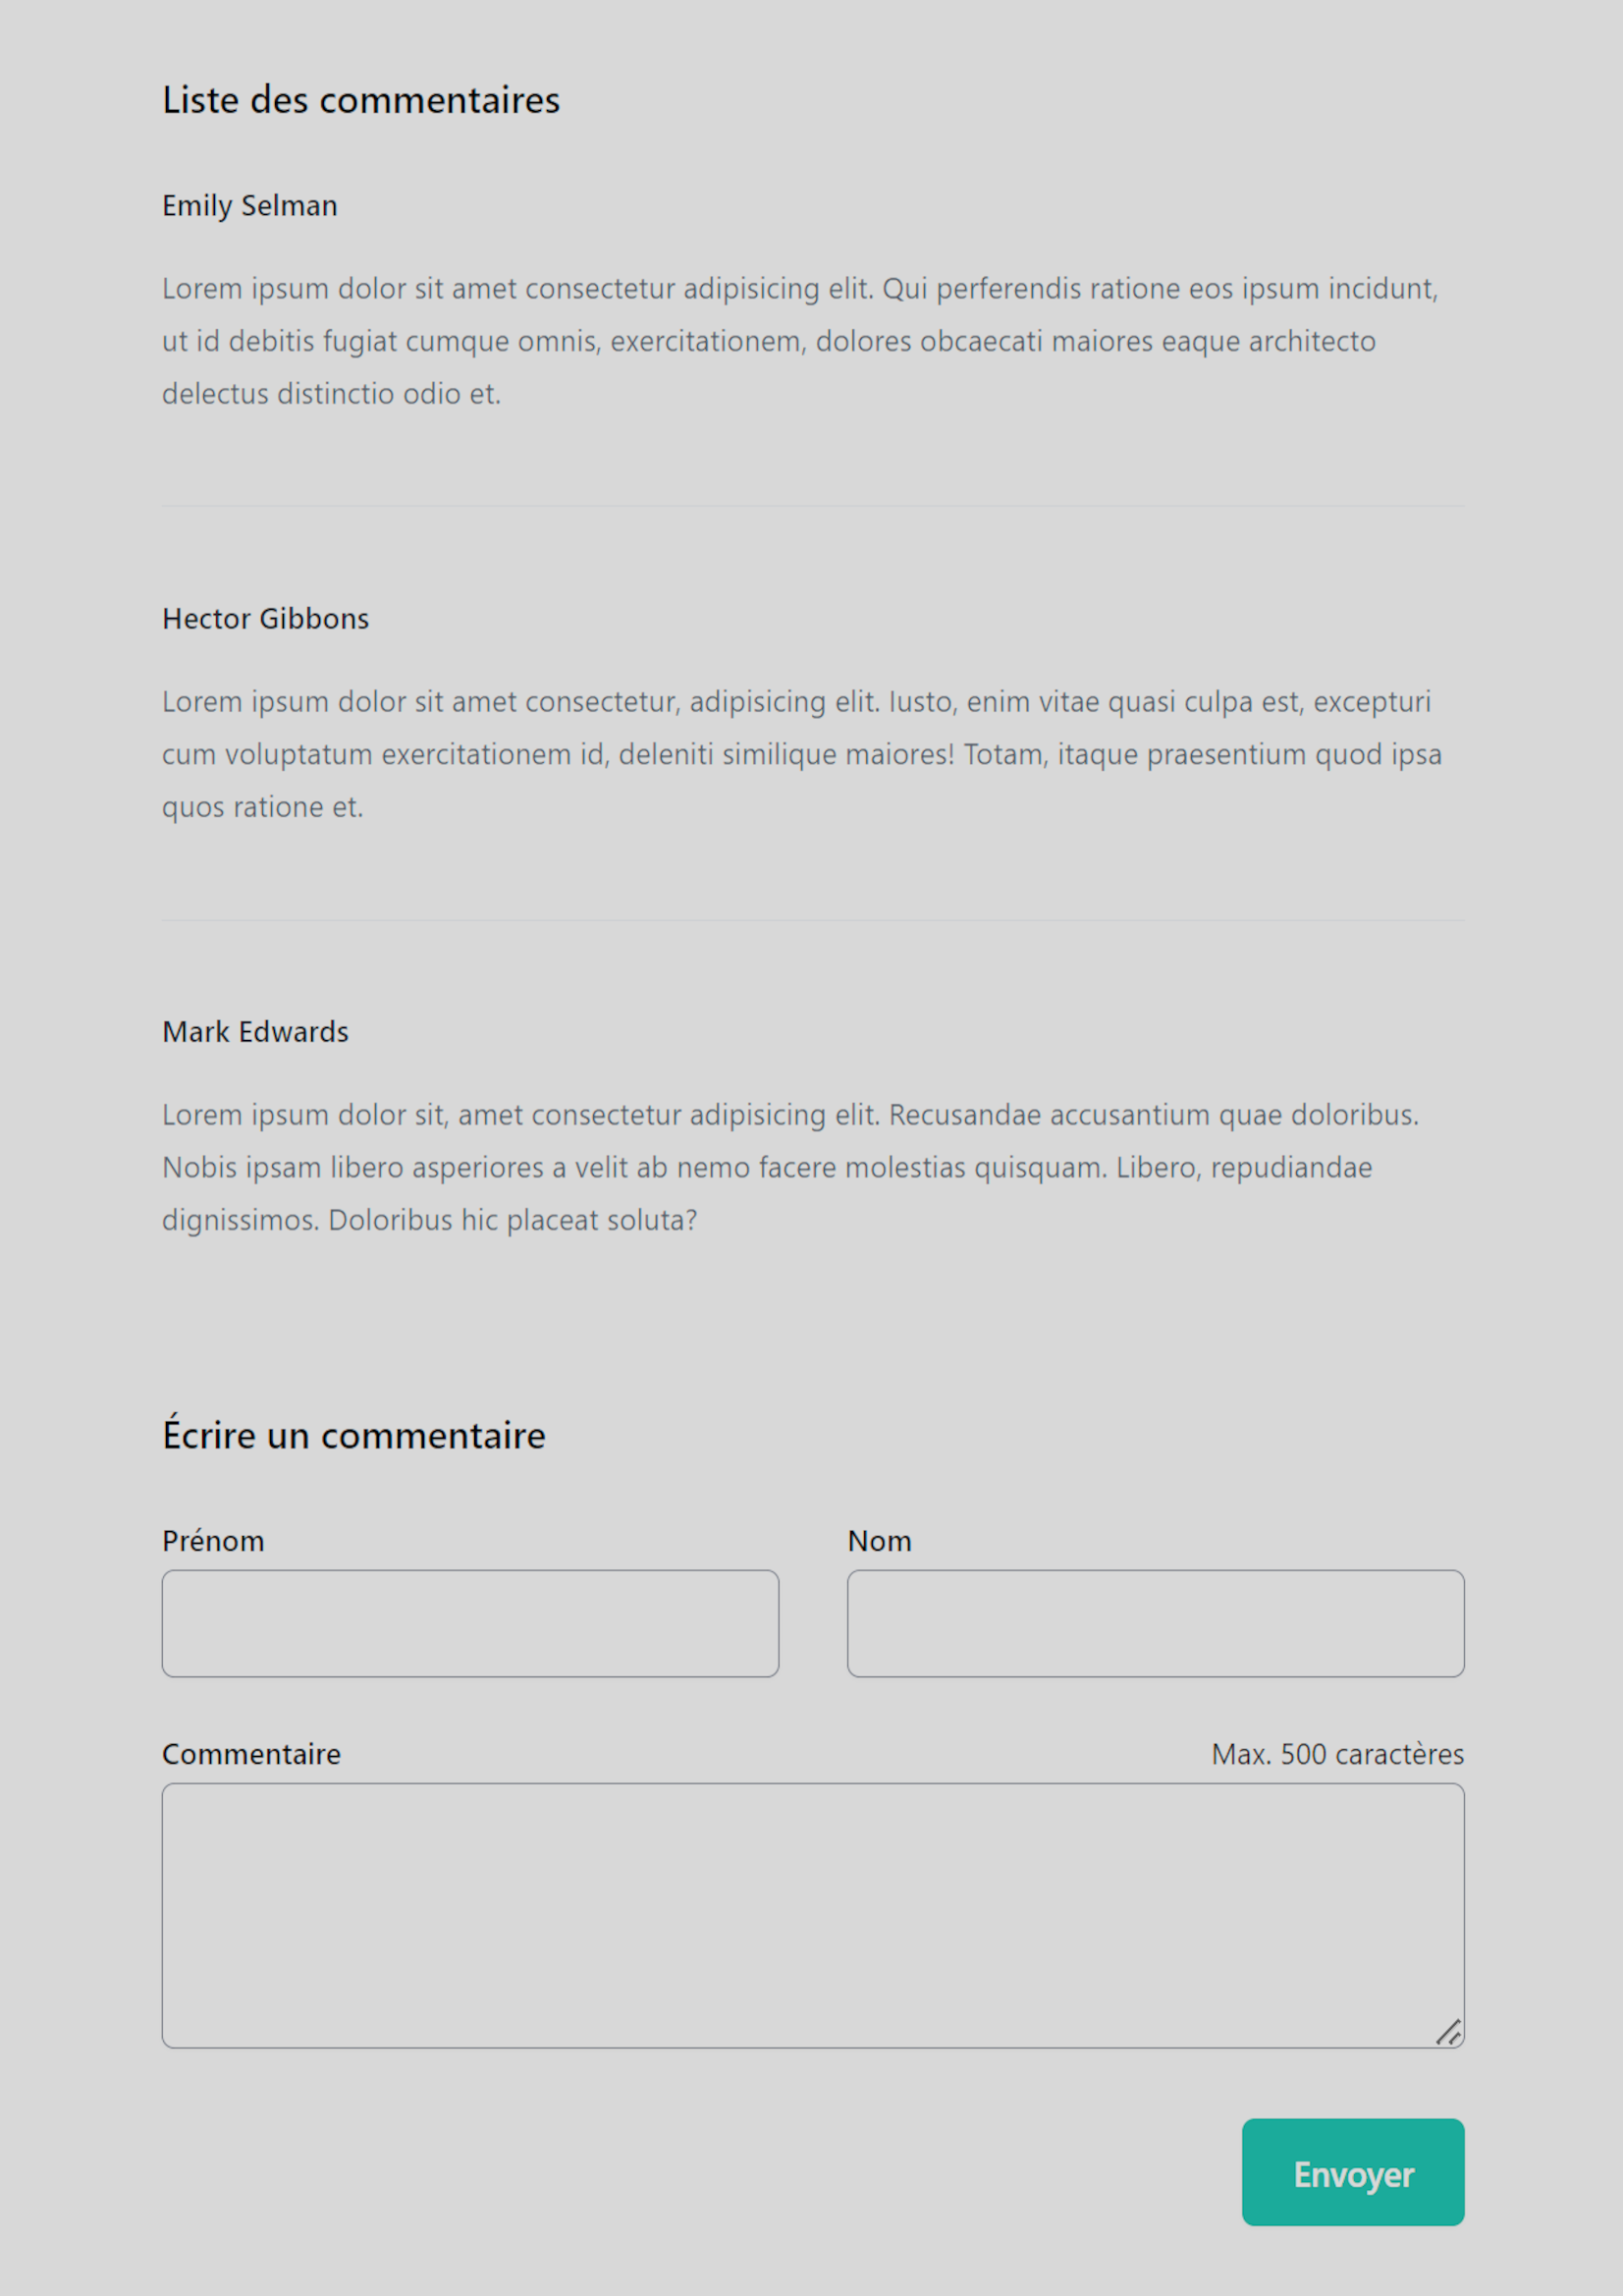 Liste des commentaires
Emily Selman
Lorem ipsum dolor sit amet consectetur adipisicing elit. Qui perferendis ratione eos ipsum incidunt,
ut id debitis fugiat cumque omnis, exercitationem, dolores obcaecati maiores eaque architecto
delectus distinctio odio et.
Hector Gibbons
Lorem ipsum dolor sit amet consectetur, adipisicing elit. Iusto, enim vitae quasi culpa est, excepturi
cum voluptatum exercitationem id, deleniti similique maiores! Totam, itaque praesentium quod ipsa
quos ratione et.
Mark Edwards
Lorem ipsum dolor sit, amet consectetur adipisicing elit. Recusandae accusantium quae doloribus.
Nobis ipsam libero asperiores a velit ab nemo facere molestias quisquam. Libero, repudiandae
dignissimos. Doloribus hic placeat soluta?
Écrire un commentaire
Prénom Nom
Commentaire Max. 500 caractères
Envoyer